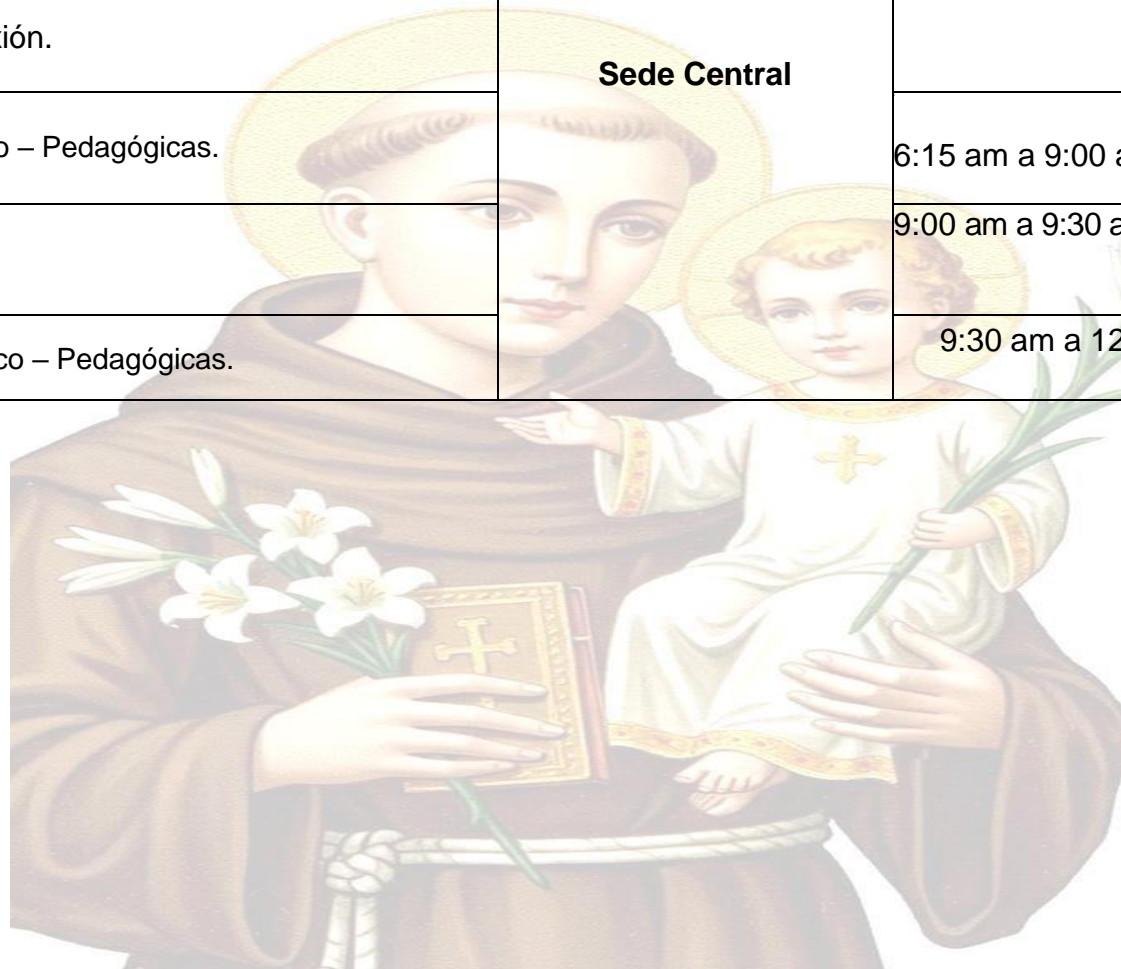 xión.
Sede Central
o – Pedagógicas.
6:15 am a 9:00 a
9:00 am a 9:30 a
co – Pedagógicas.
9:30 am a 12